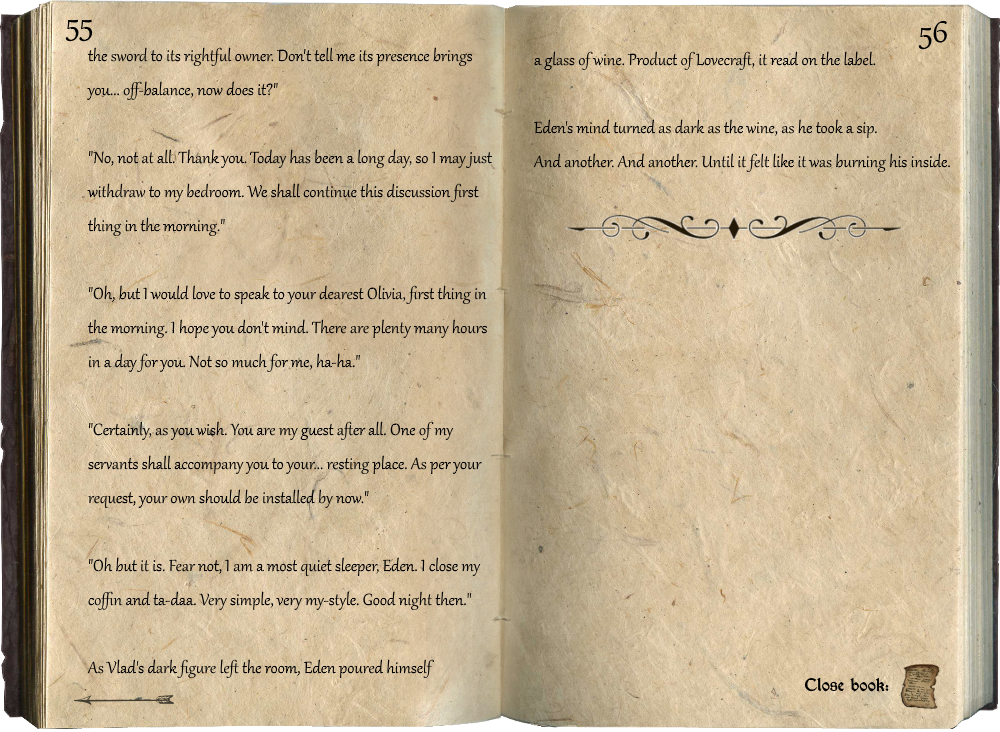 55
the sword to its rightful owner. Don't tell me its presence brings
you... off-balance, now does it?"
"No, not at all. Thank you. Today has been a long day, so I may just
withdraw to my bedroom. We shall continue this discussion first
thing in the morning."
"Oh, but I would love to speak to your dearest Olivia, first thing in
the morning. I hope you don't mind. There are plenty many hours
in a day for you. Not so much for me, ha-ha."
"Certainly, as you wish. You are my guest after all. One of my
servants shall accompany you to your... resting place. As per your
request, your own should be installed by now."
"Oh but it is. Fear not, I am a most quiet sleeper, Eden. I close my
coffin and ta-daa. Very simple, very my-style. Good night then."
As Vlad's dark figure left the room, Eden poured himself
56
a glass of wine. Product of Lovecraft, it read on the label.
Eden's mind turned as dark as the wine, as he took a sip.
And another. And another. Until it felt like it was burning his inside.
Close book: